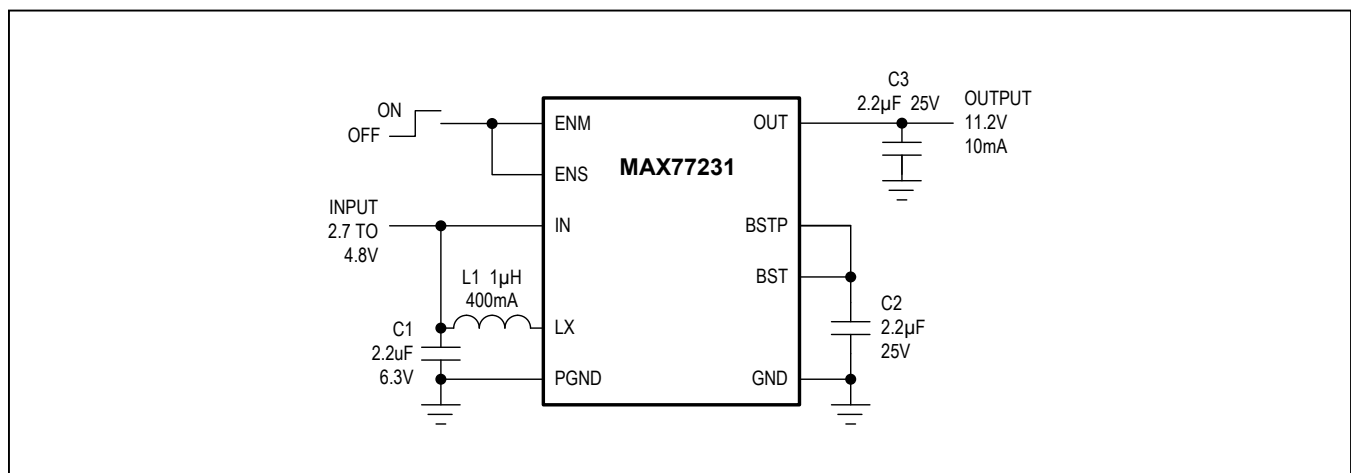 ON
OFF
ENM
ENS
IN
LX
PGND
MAX77231
OUT
BSTP
BST
GND
INPUT
2.7 TO
4.8V
L1 1µH
400mA
C1
2.2uF
6.3V
C3
2.2µF 25V
OUTPUT
11.2V
10mA
C2
2.2µF
25V